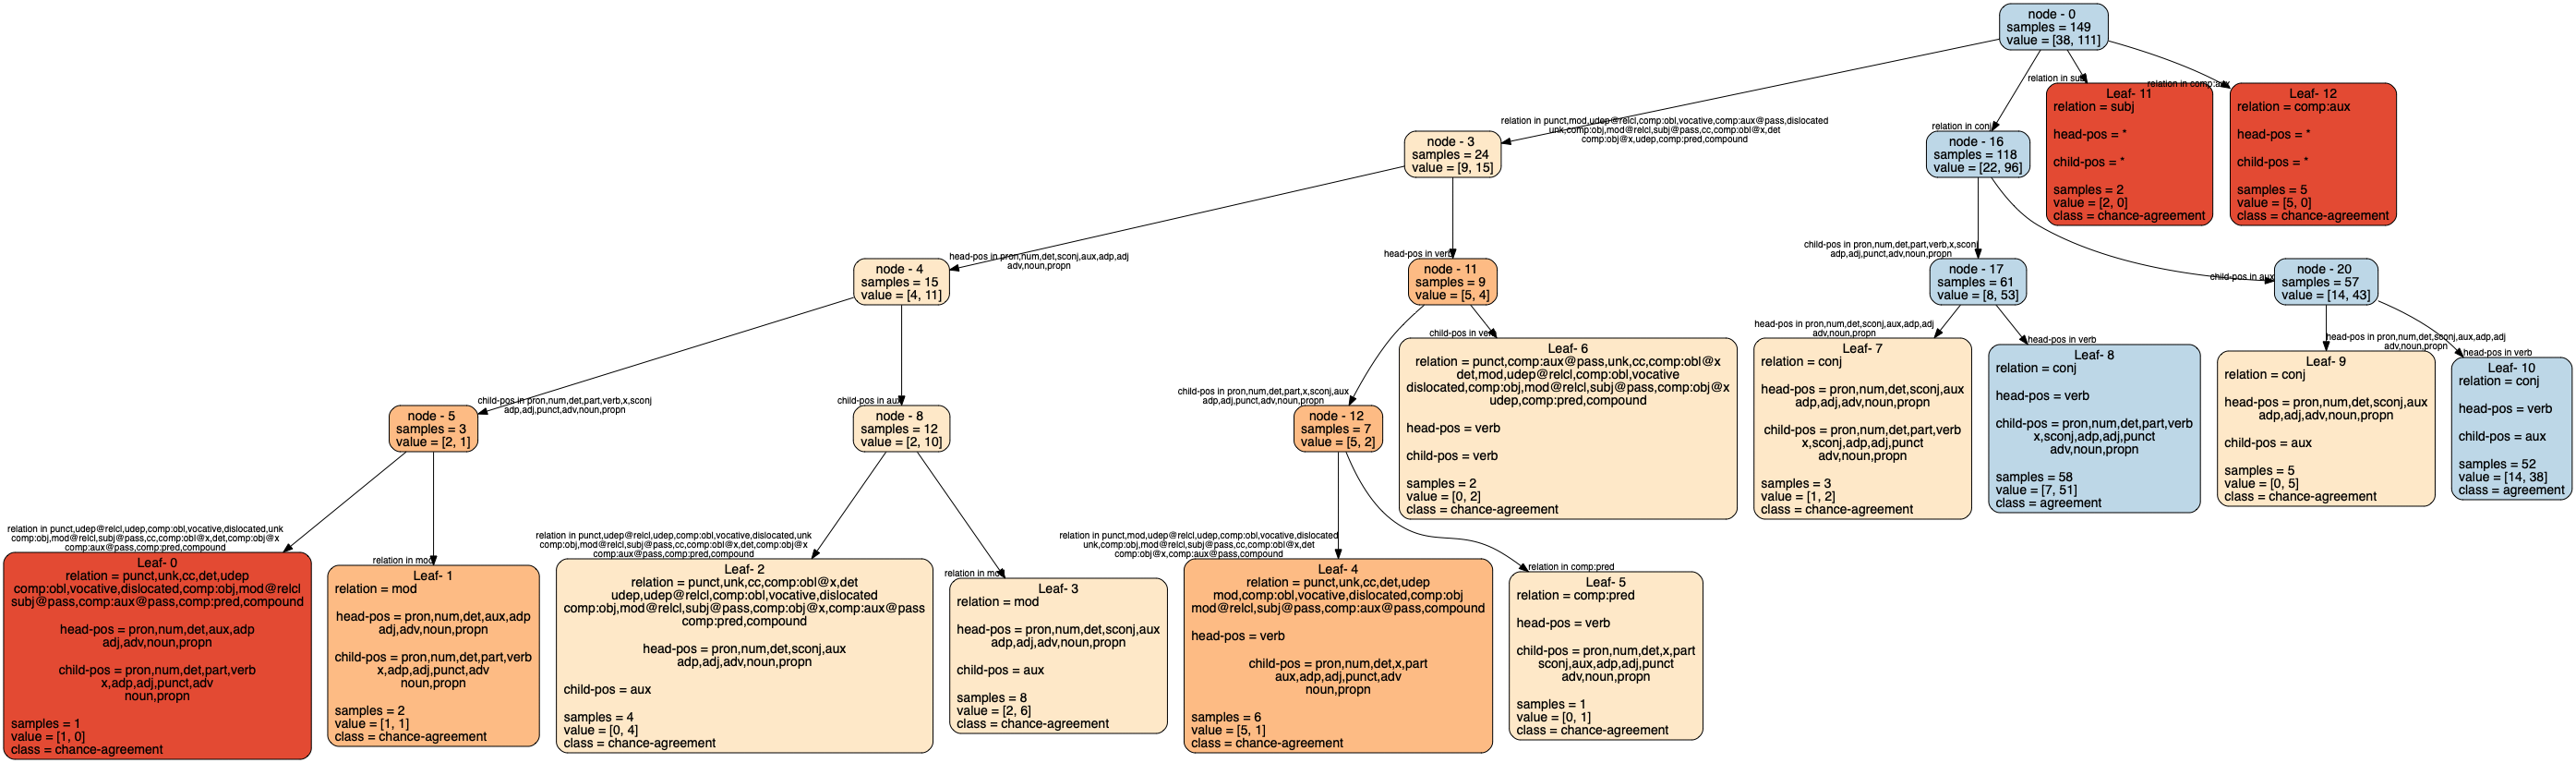 node - 0
samples = 149
value = [38, 111]
relation in subj
relation in comp:aux
Leaf- 11
relation = subj
head-pos = *
child-pos = *
samples = 2
value = [2, 0]
class = chance-agreement
Leaf- 12
relation = comp:aux
head-pos = *
child-pos = *
samples = 5
value = [5, 0]
class = chance-agreement
relation in punct,mod,udep@relcl,comp:obl,vocative,comp:aux@pass,dislocated
unk,comp:obj,mod@relcl,subj@pass,cc,comp:obl@x,det
comp:obj@x,udep,comp:pred,compound
relation in conj
node - 3
samples = 24
value = [9, 15]
node - 16
samples = 118
value = [22, 96]
head-pos in pron,num,det,sconj,aux,adp,adj
adv,noun,propn
head-pos in verb
child-pos in pron,num,det,part,verb,x,sconj
adp,adj,punct,adv,noun,propn
child-pos in aux
node - 4
samples = 15
value = [4, 11]
node - 11
samples = 9
value = [5, 4]
node - 17
samples = 61
value = [8, 53]
node - 20
samples = 57
value = [14, 43]
child-pos in pron,num,det,part,verb,x,sconj
adp,adj,punct,adv,noun,propn
child-pos in aux
child-pos in pron,num,det,part,x,sconj,aux
adp,adj,punct,adv,noun,propn
child-pos in verb
head-pos in pron,num,det,sconj,aux,adp,adj
adv,noun,propn
head-pos in verb
head-pos in pron,num,det,sconj,aux,adp,adj
adv,noun,propn
head-pos in verb
node - 5
samples = 3
value = [2, 1]
node - 8
samples = 12
value = [2, 10]
node - 12
samples = 7
value = [5, 2]
Leaf- 6
relation = punct,comp:aux@pass,unk,cc,comp:obl@x
det,mod,udep@relcl,comp:obl,vocative
dislocated,comp:obj,mod@relcl,subj@pass,comp:obj@x
udep,comp:pred,compound
head-pos = verb
child-pos = verb
samples = 2
value = [0, 2]
class = chance-agreement
Leaf- 7
relation = conj
head-pos = pron,num,det,sconj,aux
adp,adj,adv,noun,propn
child-pos = pron,num,det,part,verb
x,sconj,adp,adj,punct
adv,noun,propn
samples = 3
value = [1, 2]
class = chance-agreement
Leaf- 8
relation = conj
head-pos = verb
child-pos = pron,num,det,part,verb
x,sconj,adp,adj,punct
adv,noun,propn
samples = 58
value = [7, 51]
class = agreement
Leaf- 9
relation = conj
head-pos = pron,num,det,sconj,aux
adp,adj,adv,noun,propn
child-pos = aux
samples = 5
value = [0, 5]
class = chance-agreement
Leaf- 10
relation = conj
head-pos = verb
child-pos = aux
samples = 52
value = [14, 38]
class = agreement
relation in punct,udep@relcl,udep,comp:obl,vocative,dislocated,unk
comp:obj,mod@relcl,subj@pass,cc,comp:obl@x,det,comp:obj@x
comp:aux@pass,comp:pred,compound
relation in mod
relation in punct,udep@relcl,udep,comp:obl,vocative,dislocated,unk
comp:obj,mod@relcl,subj@pass,cc,comp:obl@x,det,comp:obj@x
comp:aux@pass,comp:pred,compound
relation in mod
relation in punct,mod,udep@relcl,udep,comp:obl,vocative,dislocated
unk,comp:obj,mod@relcl,subj@pass,cc,comp:obl@x,det
comp:obj@x,comp:aux@pass,compound
relation in comp:pred
Leaf- 0
relation = punct,unk,cc,det,udep
comp:obl,vocative,dislocated,comp:obj,mod@relcl
subj@pass,comp:aux@pass,comp:pred,compound
head-pos = pron,num,det,aux,adp
adj,adv,noun,propn
child-pos = pron,num,det,part,verb
x,adp,adj,punct,adv
noun,propn
samples = 1
value = [1, 0]
class = chance-agreement
Leaf- 1
relation = mod
head-pos = pron,num,det,aux,adp
adj,adv,noun,propn
child-pos = pron,num,det,part,verb
x,adp,adj,punct,adv
noun,propn
samples = 2
value = [1, 1]
class = chance-agreement
Leaf- 2
relation = punct,unk,cc,comp:obl@x,det
udep,udep@relcl,comp:obl,vocative,dislocated
comp:obj,mod@relcl,subj@pass,comp:obj@x,comp:aux@pass
comp:pred,compound
head-pos = pron,num,det,sconj,aux
adp,adj,adv,noun,propn
child-pos = aux
samples = 4
value = [0, 4]
class = chance-agreement
Leaf- 3
relation = mod
head-pos = pron,num,det,sconj,aux
adp,adj,adv,noun,propn
child-pos = aux
samples = 8
value = [2, 6]
class = chance-agreement
Leaf- 4
relation = punct,unk,cc,det,udep
mod,comp:obl,vocative,dislocated,comp:obj
mod@relcl,subj@pass,comp:aux@pass,compound
head-pos = verb
child-pos = pron,num,det,x,part
aux,adp,adj,punct,adv
noun,propn
samples = 6
value = [5, 1]
class = chance-agreement
Leaf- 5
relation = comp:pred
head-pos = verb
child-pos = pron,num,det,x,part
sconj,aux,adp,adj,punct
adv,noun,propn
samples = 1
value = [0, 1]
class = chance-agreement